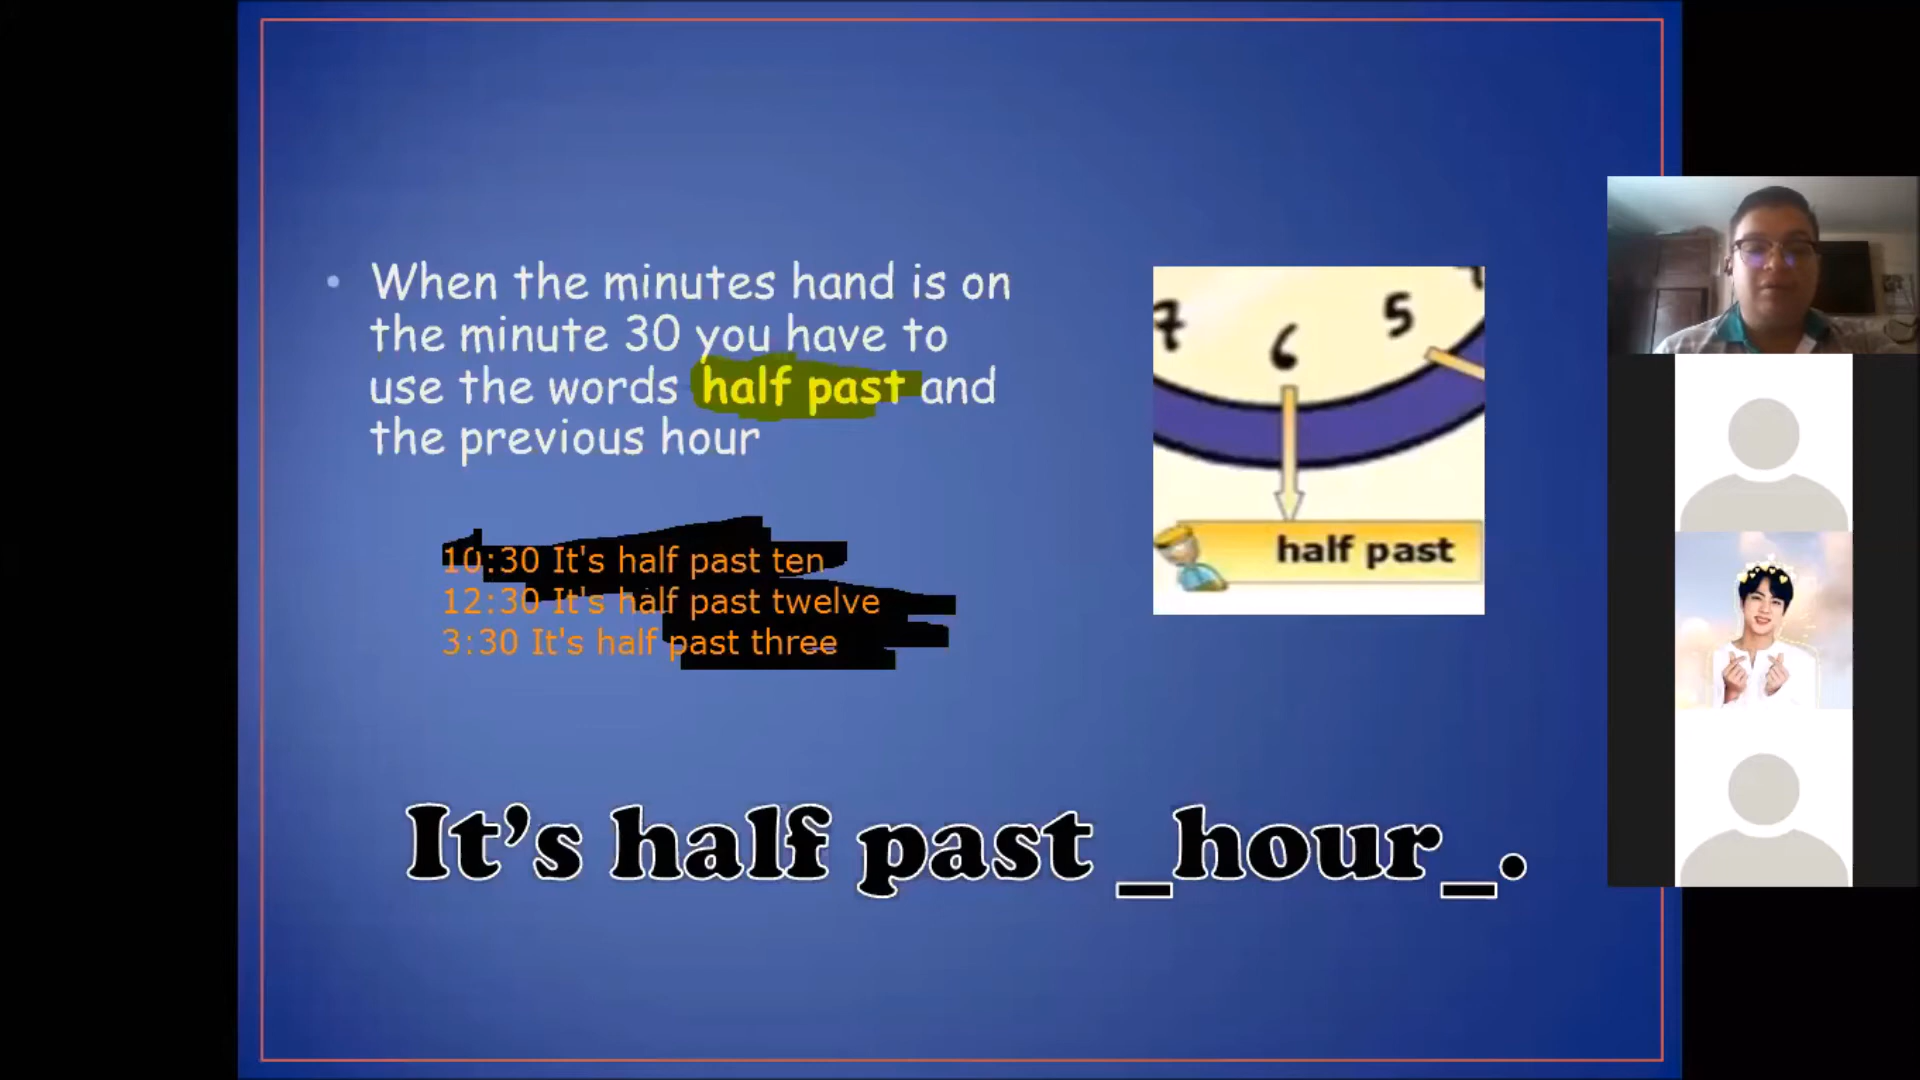 When the minutes hand is on
the minute 30 you have to
use the words half past and
the previous hour
10:30 It's half past ten
12:30 It's half past twelve
3:30 It's half past three
7 6 5
half past
It's half past _hour_.